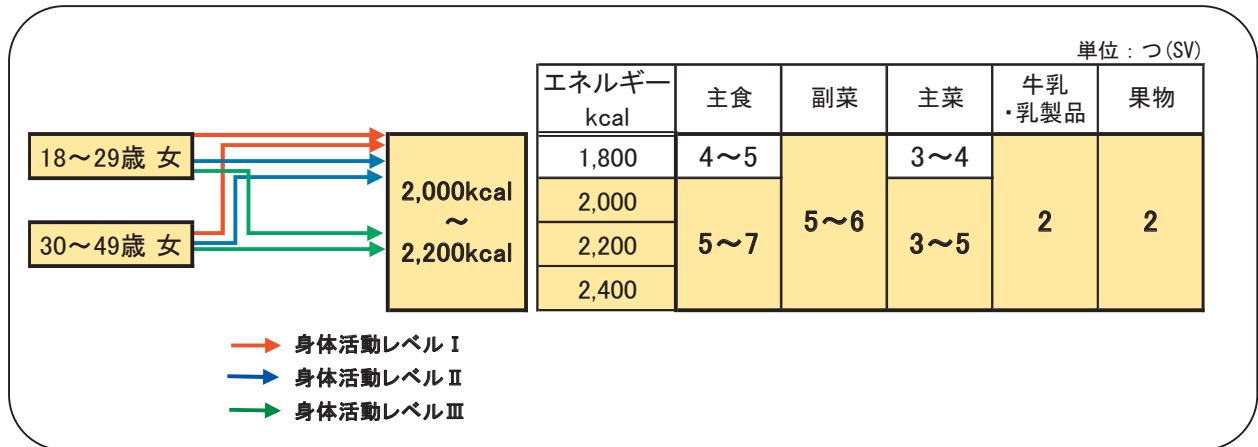 単位：つ(SV)
エネルギー
kcal
主食
副菜
主菜
牛乳
・乳製品
果物
18～29歳 女
30～49歳 女
2,000kcal
～
2,200kcal
1,800
4～5
3～4
2,000
2,200
2,400
5～7
5～6
3～5
2
2
身体活動レベルⅠ
身体活動レベルⅡ
身体活動レベルⅢ